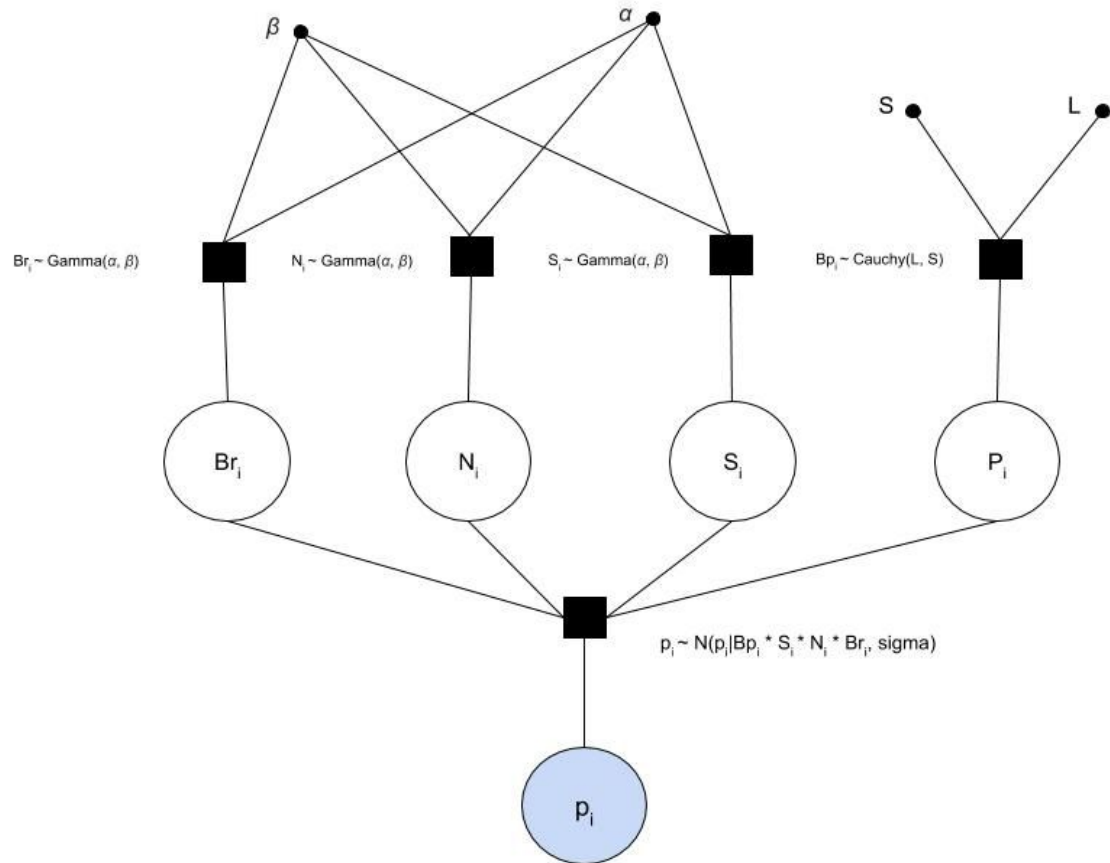 β
α
S
L
Br_i ~ Gamma(α, β)
N_i ~ Gamma(α, β)
S_i ~ Gamma(α, β)
Bp_i ~ Cauchy(L, S)
Br_i
N_i
S_i
P_i
p_i ~ N(p_i|Bp_i * S_i * N_i * Br_i, sigma)
p_i